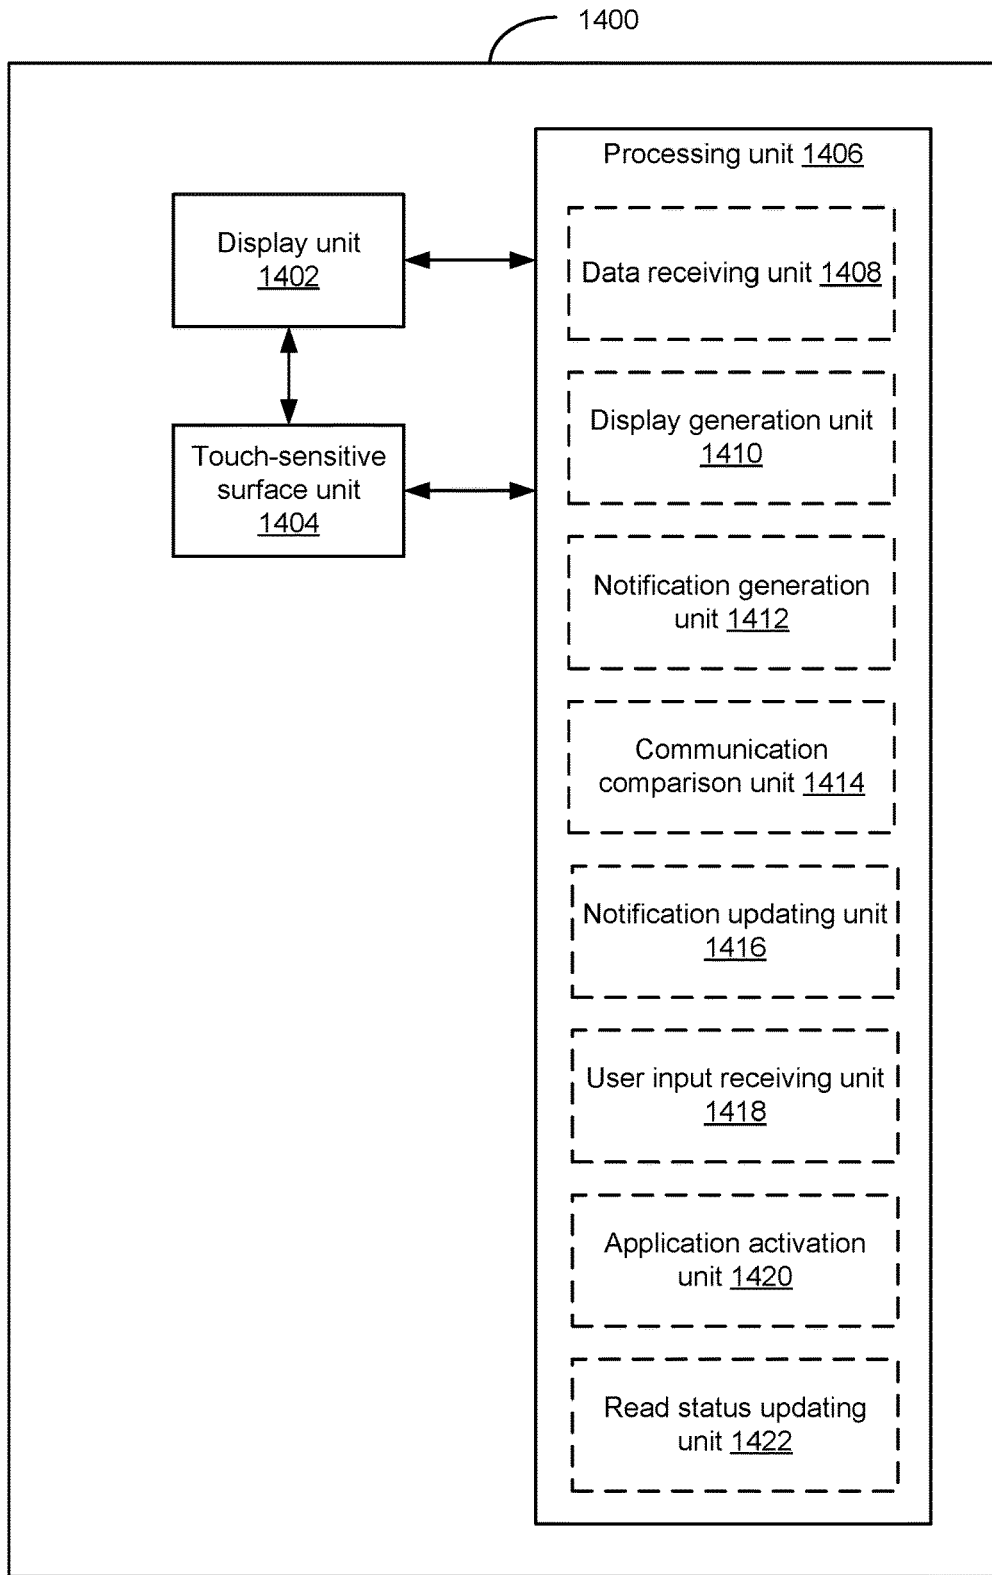 1400
Processing unit 1406
Display unit
1402
Touch-sensitive
surface unit
1404
Data receiving unit 1408
Display generation unit
1410
Notification generation
unit 1412
Communication
comparison unit 1414
Notification updating unit
1416
User input receiving unit
1418
Application activation
unit 1420
Read status updating
unit 1422